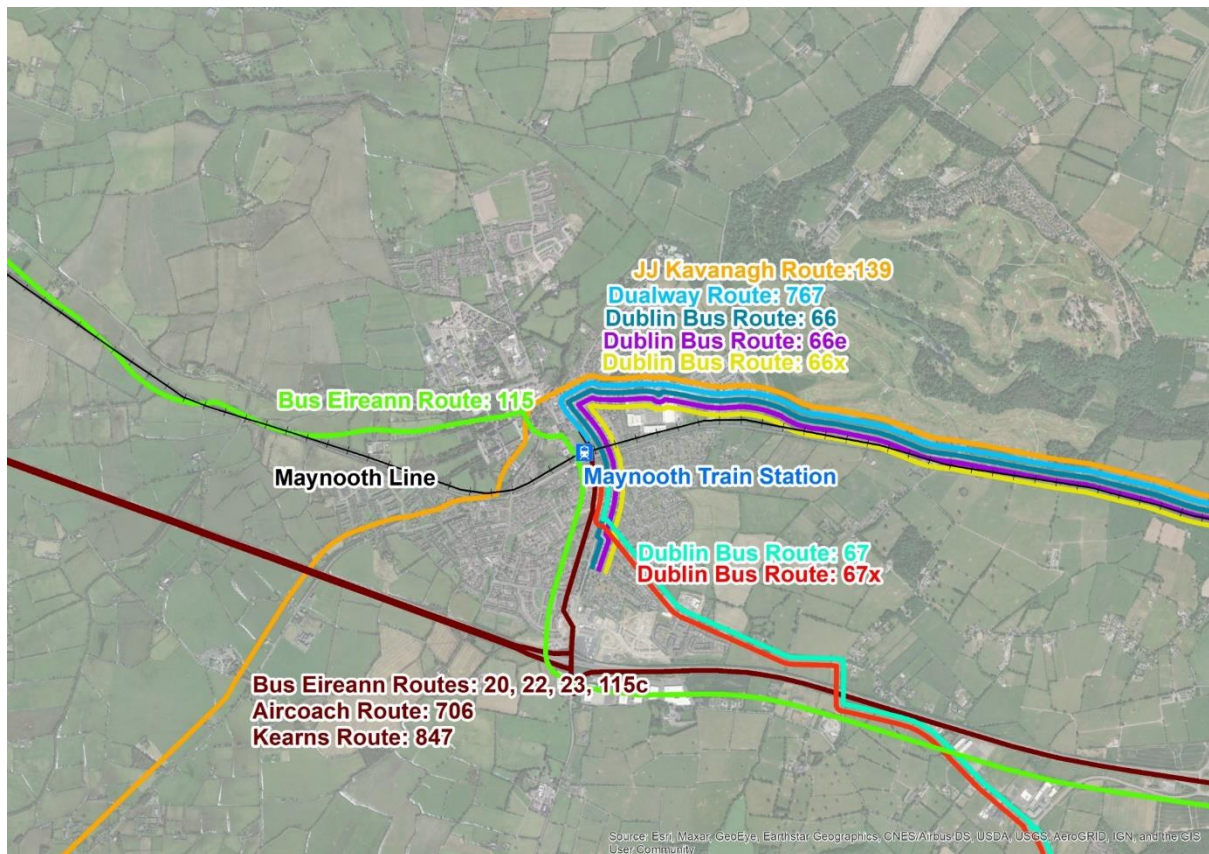 JJ Kavanagh Route:139
Dualway Route: 767
Dublin Bus Route: 66
Dublin Bus Route: 66e
Dublin Bus Route: 66x
Bus Eireann Route: 115
Maynooth Line
Maynooth Train Station
Dublin Bus Route: 67
Dublin Bus Route: 67x
Bus Eireann Routes: 20, 22, 23, 115c
Aircoach Route: 706
Kearns Route: 847
Source: Esri, Maxar, GeoEye, Earthstar Geographics, CNES/Airbus DS, USDA, USGS, AeroGRID, IGN, and the GIS
User Community